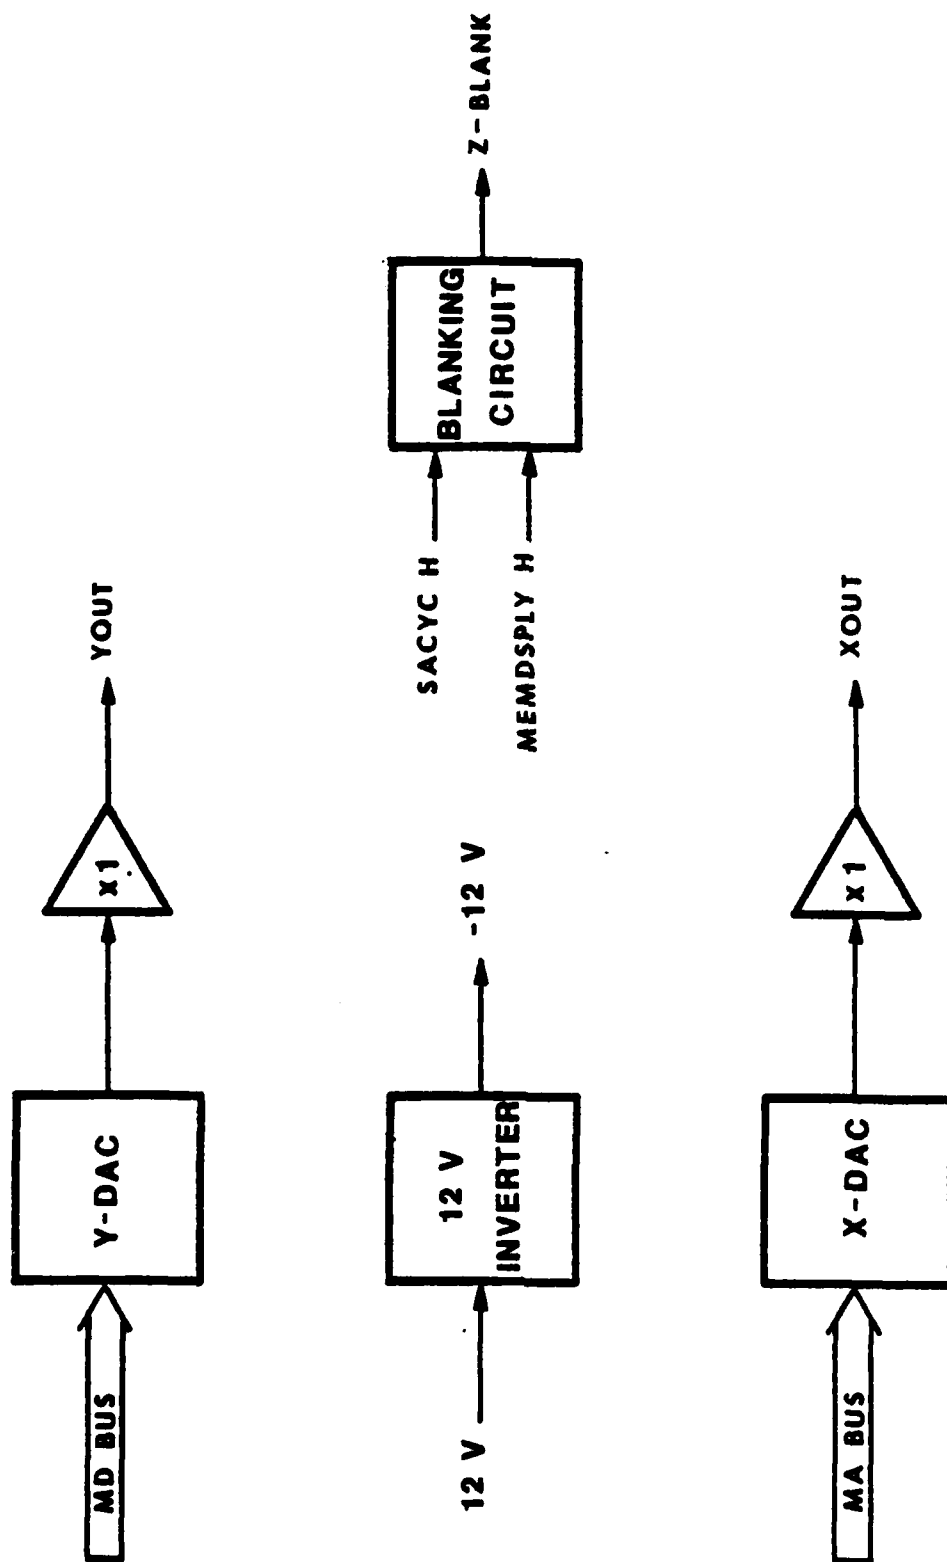 MD BUS
Y-DAC
X1
YOUT
12 V
12 V
INVERTER
-12 V
SACYC H
MEMDSPLY H
BLANKING
CIRCUIT
Z-BLANK
MA BUS
X-DAC
X1
XOUT